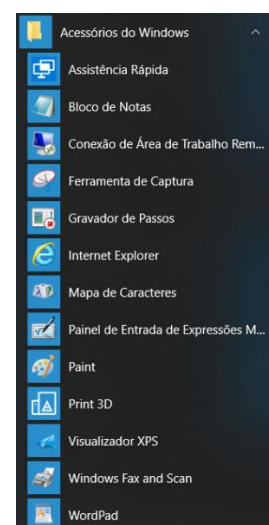 Acessórios do Windows
Assistência Rápida
Bloco de Notas
Conexão de Área de Trabalho Rem...
Ferramenta de Captura
Gravador de Passos
Internet Explorer
Mapa de Caracteres
Painel de Entrada de Expressões M...
Paint
Print 3D
Visualizador XPS
Windows Fax and Scan
WordPad